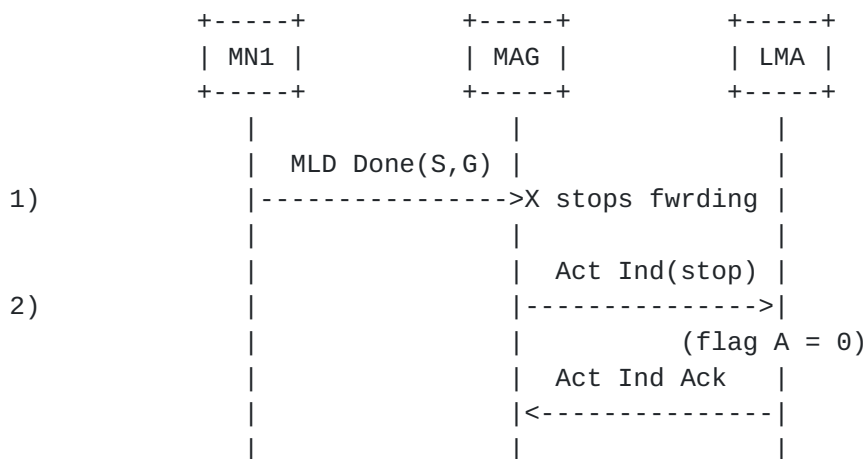 MN1 MAG LMA
MLD Done(S,G)
1) X stops fwrding
Act Ind(stop)
2)
(flag A = 0)
Act Ind Ack